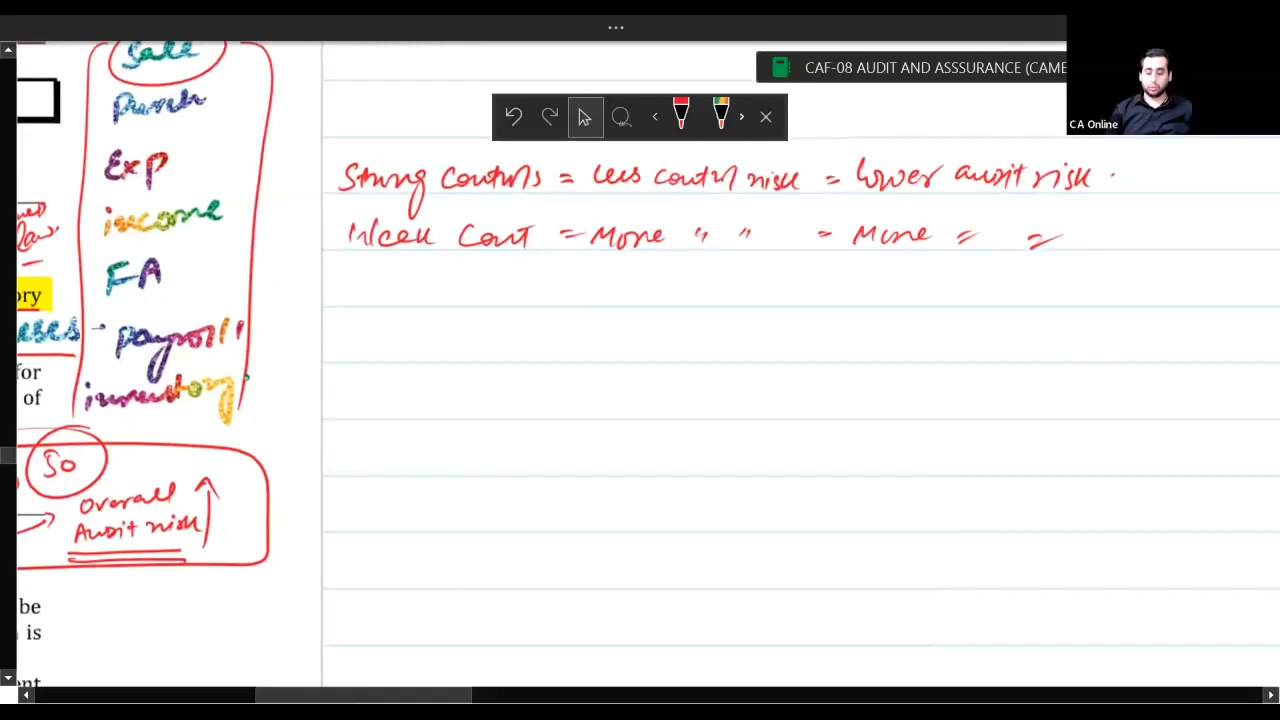 ...
Sale
CAF-08 AUDIT AND ASSSURANCE (CAME
CA Online
Purch
Exp
income
FA
payroll
inventory
ory
for
of
So
Overall
Audit risk
be
is
ent
Strong Controls = less control risk = lower audit risk .
Weak Cont = More " " = More " "